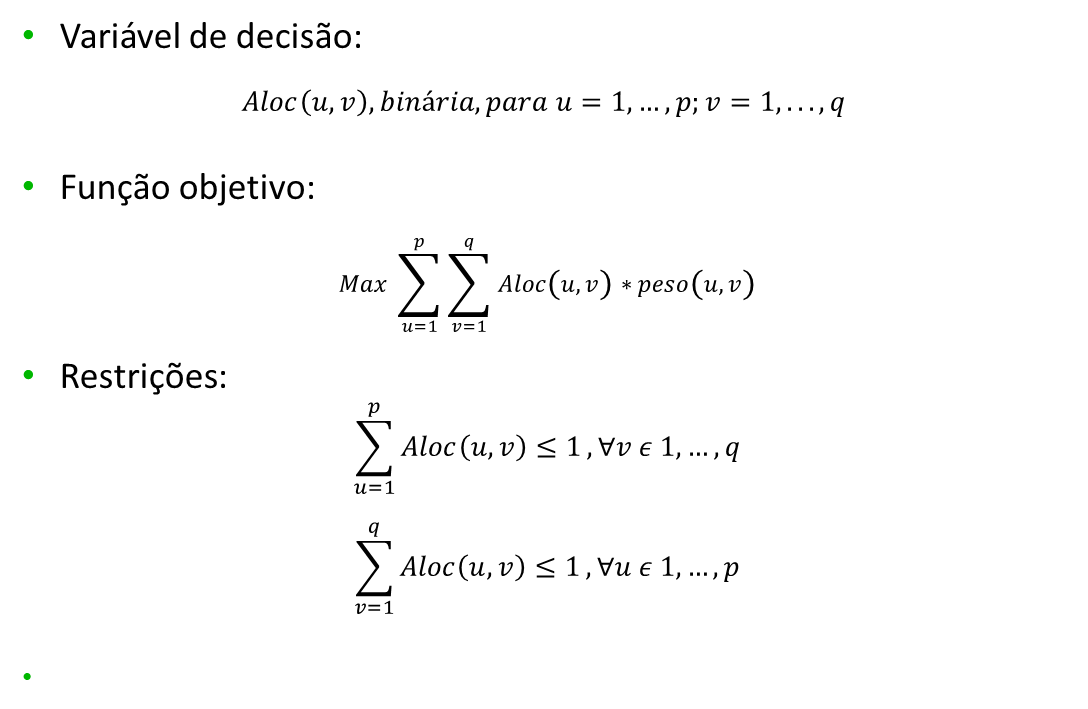 • Variável de decisão:
Aloc(u, v), binária, para u = 1, … , p; v = 1, . . . , q
• Função objetivo:
Max ∑_{u=1}^{p} ∑_{v=1}^{q} Aloc(u, v) ∗ peso(u, v)
• Restrições:
∑_{u=1}^{p} Aloc(u, v) ≤ 1 , ∀v ϵ 1, … , q
∑_{v=1}^{q} Aloc(u, v) ≤ 1 , ∀u ϵ 1, … , p
•